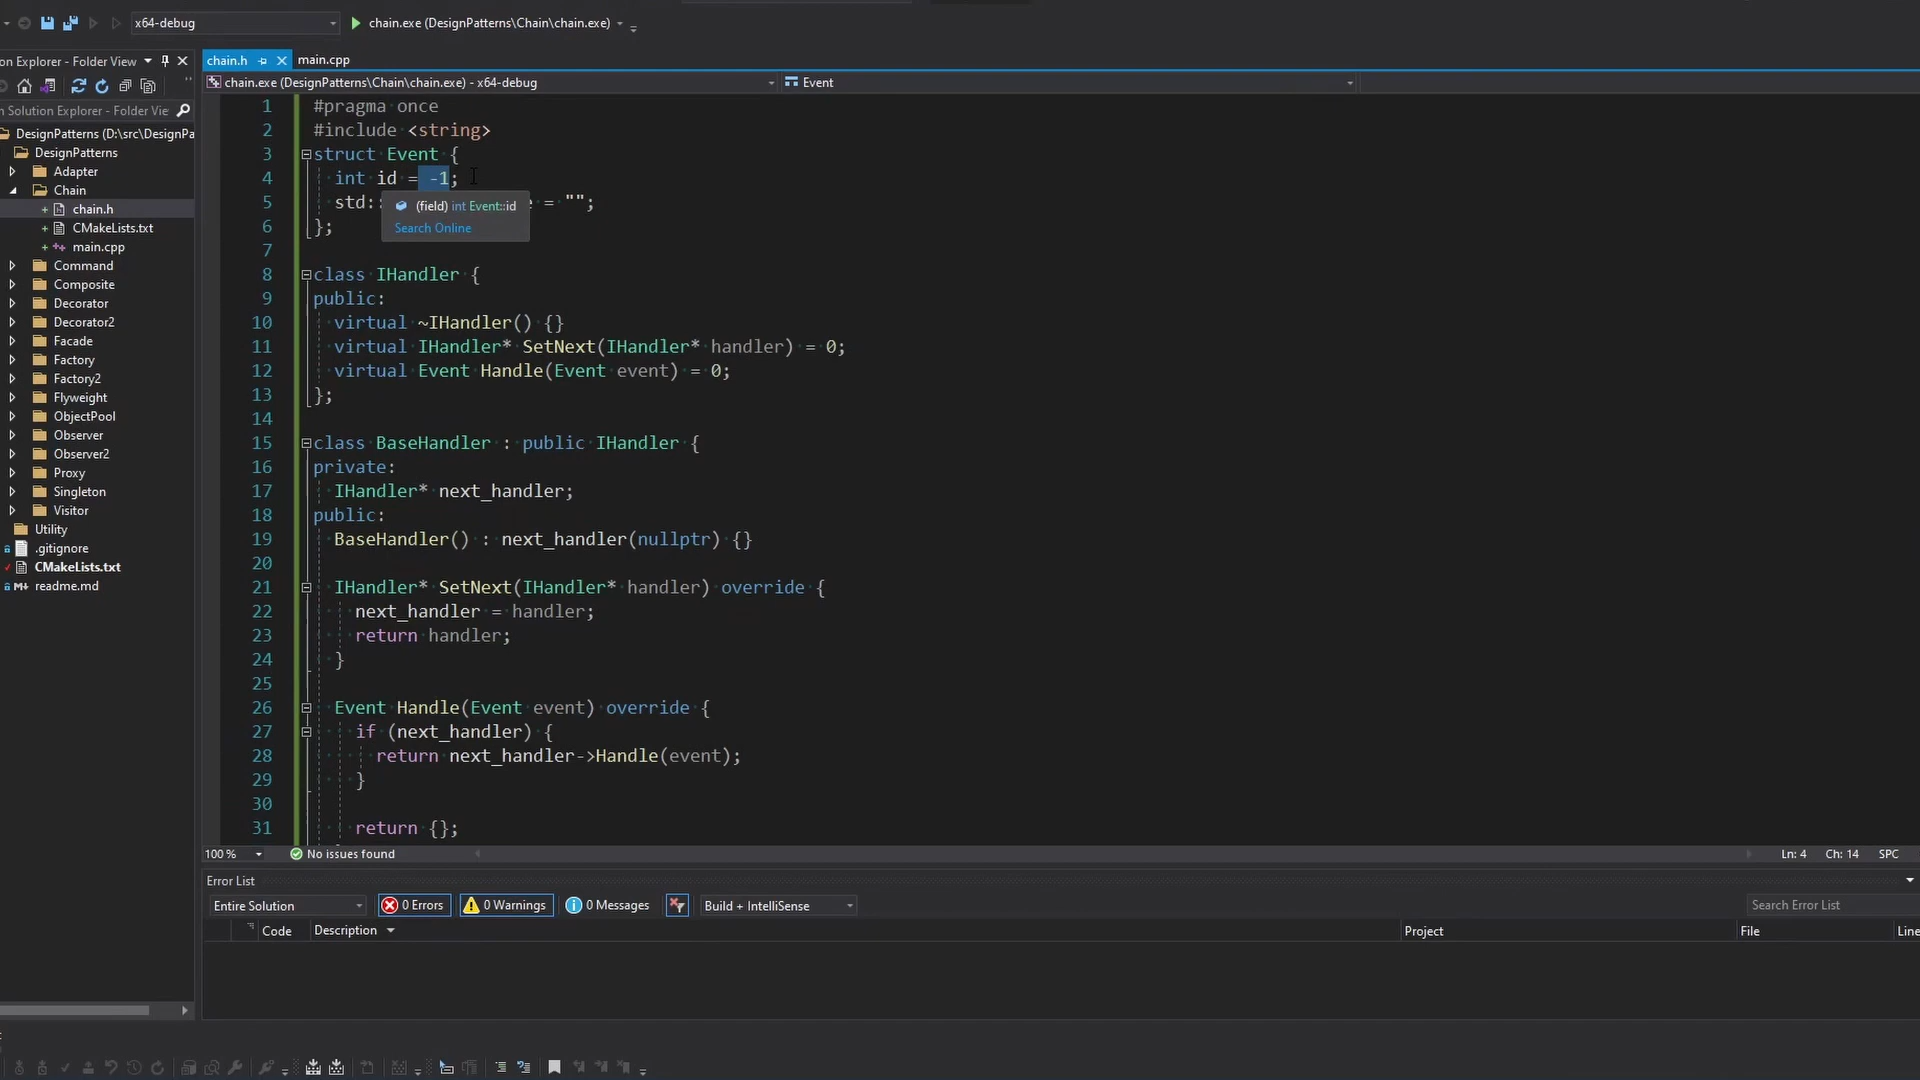 x64-debug
chain.exe (DesignPatterns\Chain\chain.exe)
on Explorer - Folder View
chain.h
main.cpp
chain.exe (DesignPatterns\Chain\chain.exe) - x64-debug
Event
n Solution Explorer - Folder Vie
DesignPatterns (D:\src\DesignPa
DesignPatterns
Adapter
Chain
chain.h
CMakeLists.txt
main.cpp
Command
Composite
Decorator
Decorator2
Facade
Factory
Factory2
Flyweight
ObjectPool
Observer
Observer2
Proxy
Singleton
Visitor
Utility
.gitignore
CMakeLists.txt
readme.md
1 #pragma once
2 #include <string>
3 struct Event {
4 int id = -1;
5 std:: = "";
(field) int Event::id
Search Online
6 };
7
8 class IHandler {
9 public:
10 virtual ~IHandler() {}
11 virtual IHandler* SetNext(IHandler* handler) = 0;
12 virtual Event Handle(Event event) = 0;
13 };
14
15 class BaseHandler : public IHandler {
16 private:
17 IHandler* next_handler;
18 public:
19 BaseHandler() : next_handler(nullptr) {}
20
21 IHandler* SetNext(IHandler* handler) override {
22 next_handler = handler;
23 return handler;
24 }
25
26 Event Handle(Event event) override {
27 if (next_handler) {
28 return next_handler->Handle(event);
29 }
30
31 return {};
100 %
No issues found
Ln: 4 Ch: 14 SPC
Error List
Entire Solution
0 Errors
0 Warnings
0 Messages
Build + IntelliSense
Search Error List
Code Description Project File Line